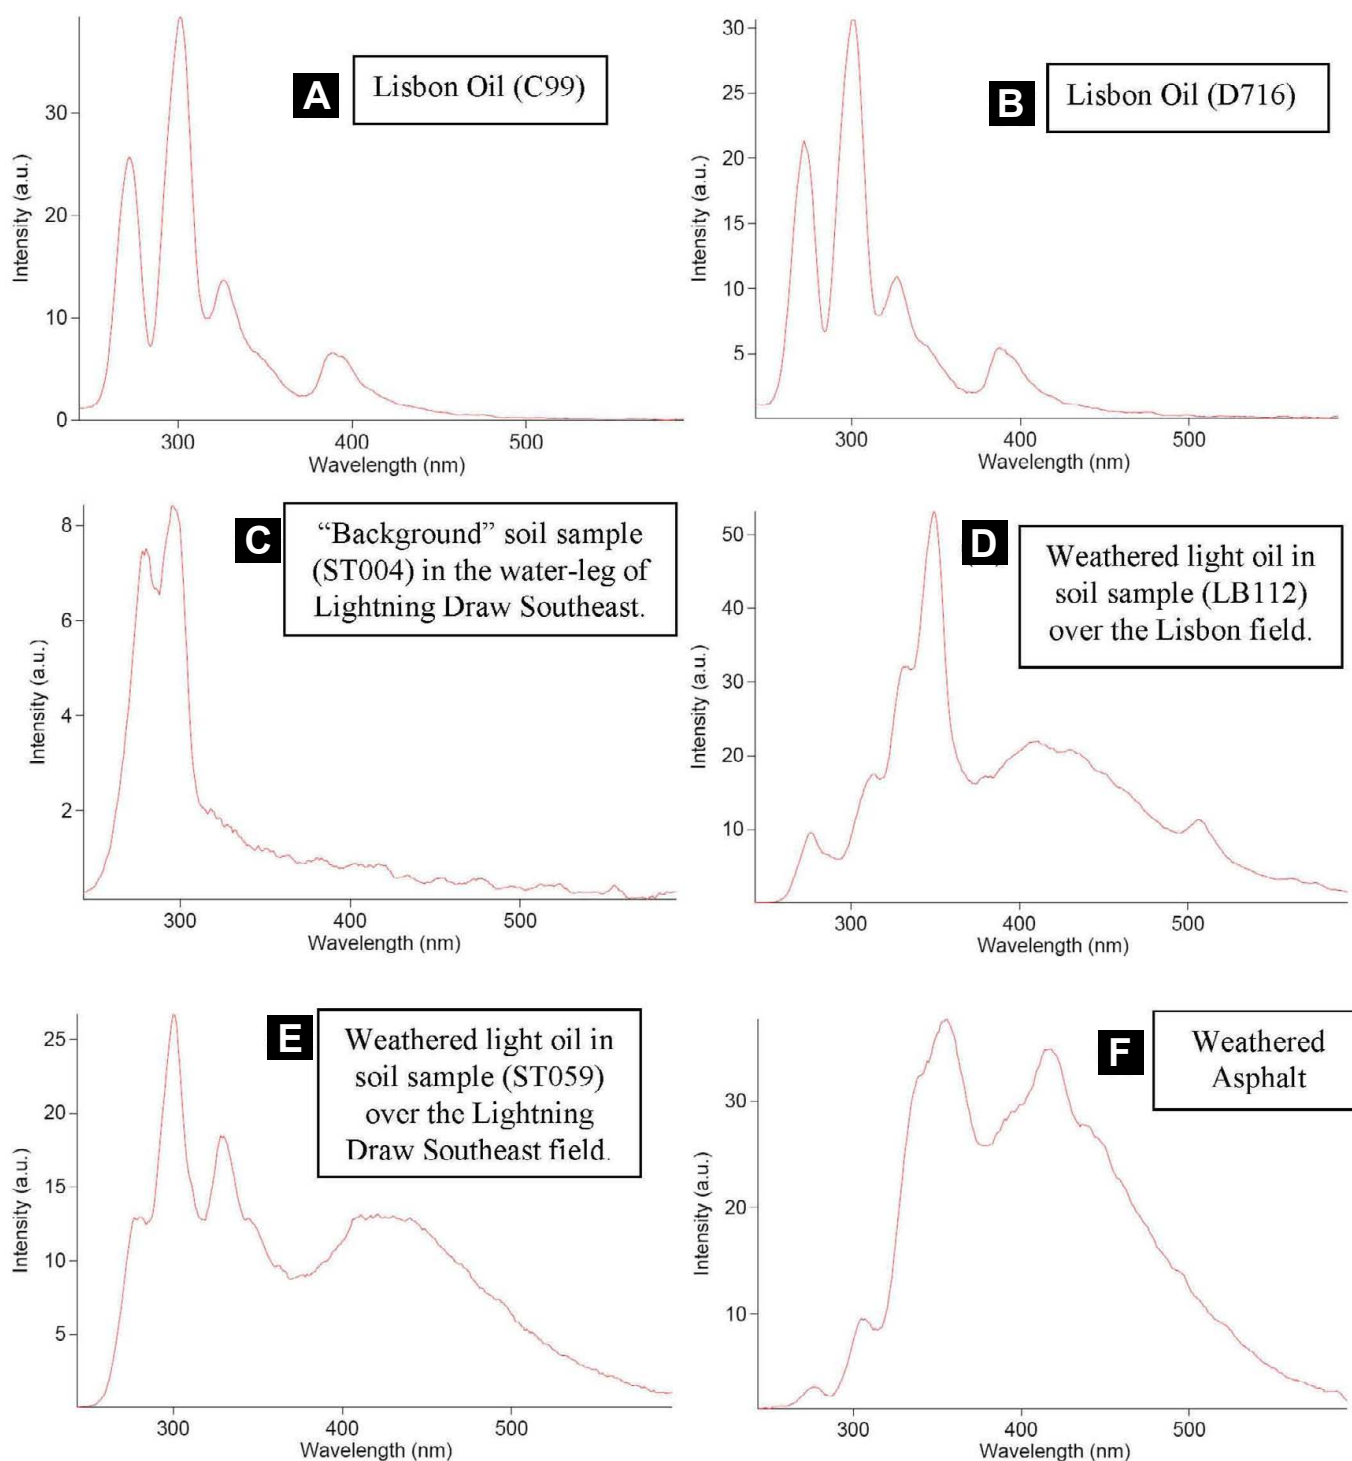 A
Lisbon Oil (C99)
Intensity (a.u.)
30
20
10
0
300
400
500
Wavelength (nm)
B
Lisbon Oil (D716)
Intensity (a.u.)
30
25
20
15
10
5
300
400
500
Wavelength (nm)
C
“Background” soil sample
(ST004) in the water-leg of
Lightning Draw Southeast.
Intensity (a.u.)
8
6
4
2
300
400
500
Wavelength (nm)
D
Weathered light oil in
soil sample (LB112)
over the Lisbon field.
Intensity (a.u.)
50
40
30
20
10
300
400
500
Wavelength (nm)
E
Weathered light oil in
soil sample (ST059)
over the Lightning
Draw Southeast field.
Intensity (a.u.)
25
20
15
10
5
300
400
500
Wavelength (nm)
F
Weathered
Asphalt
Intensity (a.u.)
30
20
10
300
400
500
Wavelength (nm)